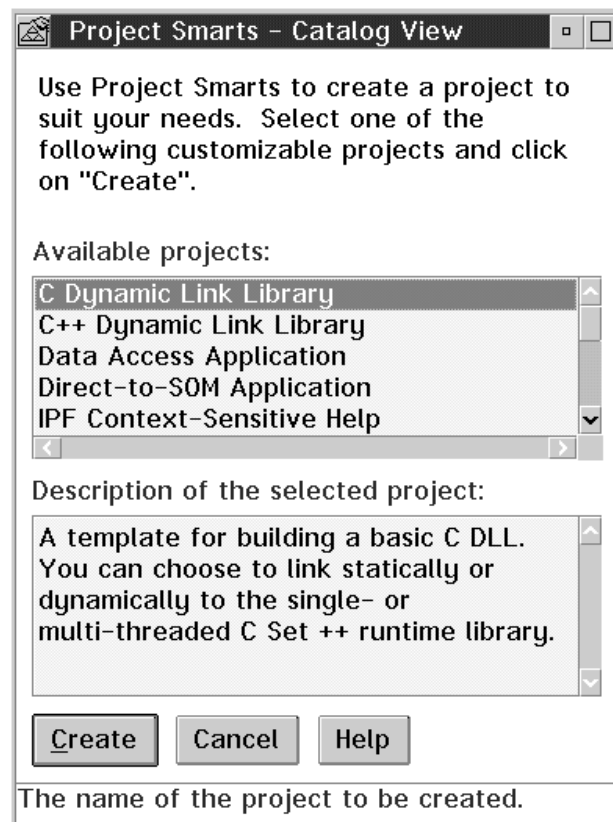 Project Smarts - Catalog View
Use Project Smarts to create a project to
suit your needs.  Select one of the
following customizable projects and click
on "Create".
Available projects:
C Dynamic Link Library
C++ Dynamic Link Library
Data Access Application
Direct-to-SOM Application
IPF Context-Sensitive Help
Description of the selected project:
A template for building a basic C DLL.
You can choose to link statically or
dynamically to the single- or
multi-threaded C Set ++ runtime library.
Create Cancel Help
The name of the project to be created.